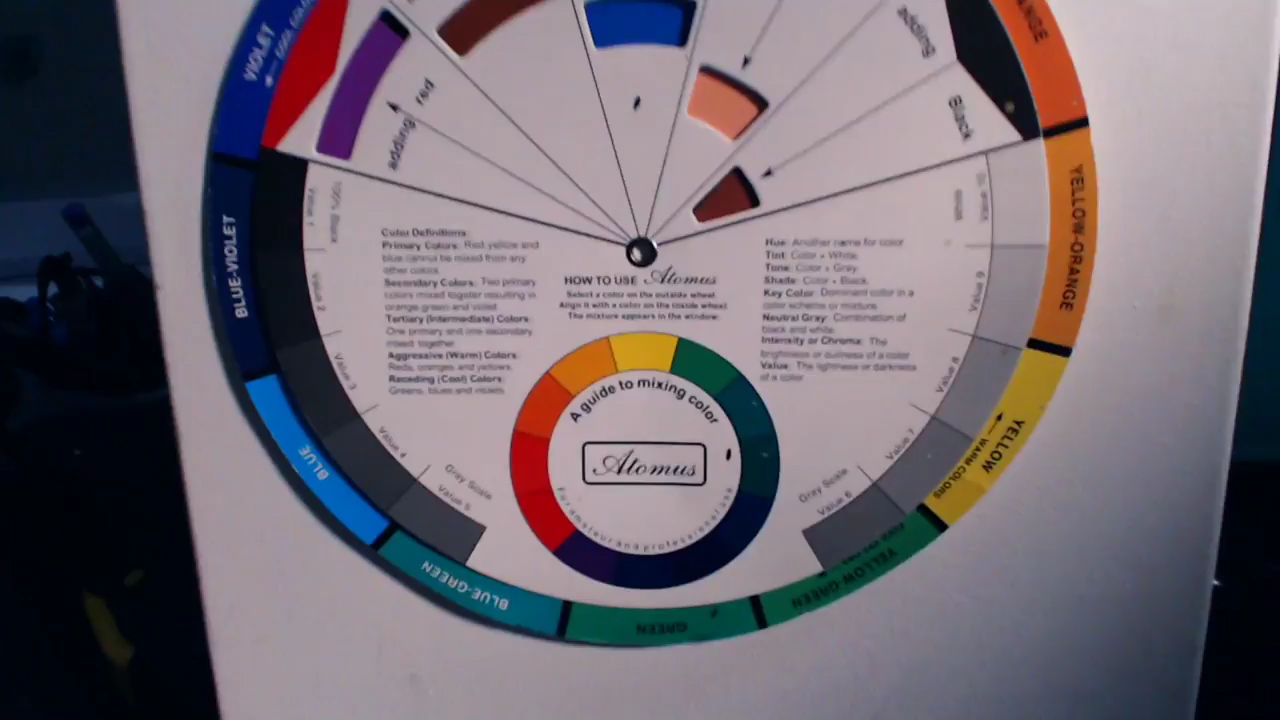 VIOLET
ORANGE
adding
red
adding
Black
YELLOW-ORANGE
BLUE-VIOLET
100% Black
Value 1
Value 2
Value 3
Value 4
Gray Scale
Value 5
Color Definitions:
Primary Colors: Red yellow and
blue cannot be mixed from any
other colors.
Secondary Colors: Two primary
colors mixed togeter resulting in
orange green and violet.
Tertiary (Intermediate) Colors:
One primary and one secondary
mixed together.
Aggressive (Warm) Colors:
Reds, oranges and yellows.
Receding (Cool) Colors:
Greens, blues and violets.
HOW TO USE Atomus
Select a color on the outside wheel.
Align it with a color on the inside wheel.
The mixture appears in the window.
Hue: Another name for color
Tint: Color + White.
Tone: Color + Gray.
Shade: Color + Black.
Key Color: Dominant color in a
color scheme or mixture.
Neutral Gray: Combination of
black and white.
Intensity or Chroma: The
brightness or dullness of a color
Value: The lightness or darkness
of a color.
Value 8
Value 7
Gray Scale
Value 6
A guide to mixing color
Atomus
For amateur and professional use
BLUE
YELLOW
WARM COLORS
BLUE-GREEN
GREEN
YELLOW-GREEN